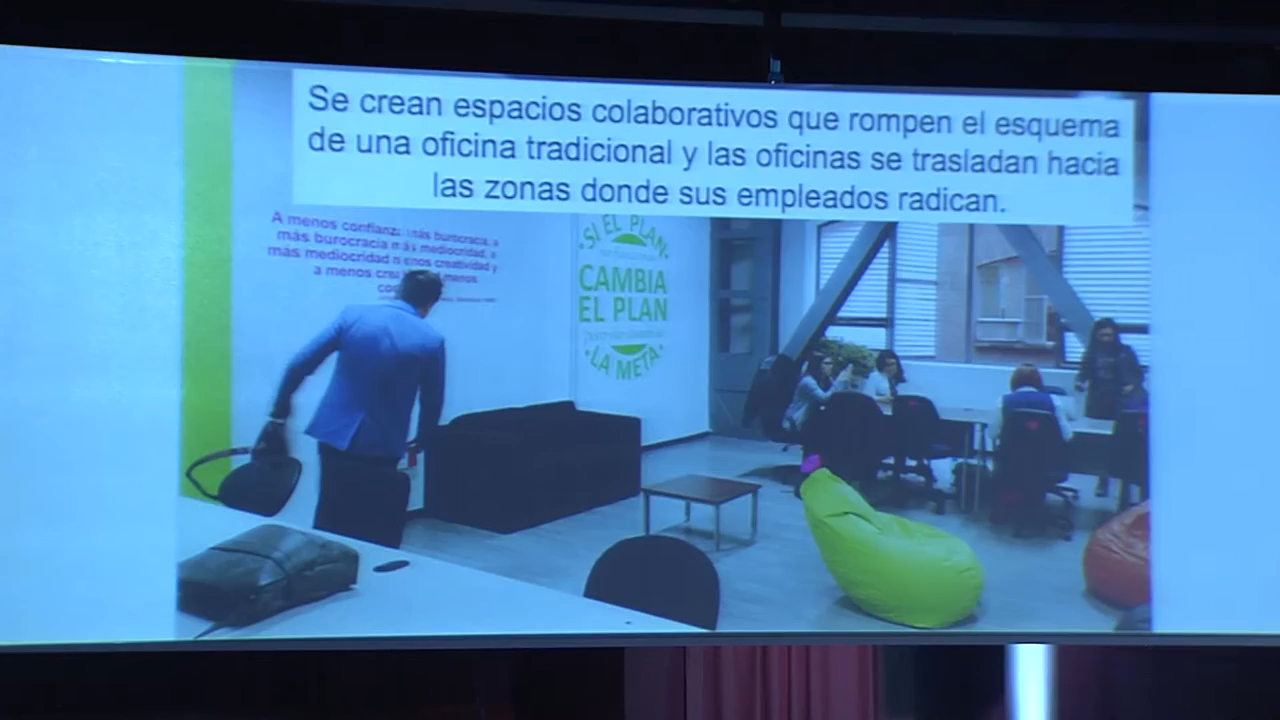 Se crean espacios colaborativos que rompen el esquema
de una oficina tradicional y las oficinas se trasladan hacia
las zonas donde sus empleados radican.
A menos confianza más burocracia, a
más burocracia más mediocridad, a
más mediocridad menos creatividad y
a menos menos
SI EL PLAN
CAMBIA
EL PLAN
LA META